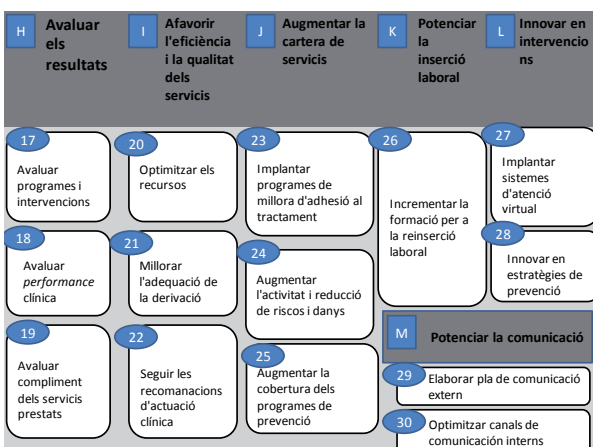 H
Avaluar
els
resultats
I
Afavorir
l'eficiència
i la qualitat
dels
servicis
J
Augmentar la
cartera de
servicis
K
Potenciar
la
inserció
laboral
L
Innovar en
intervencio
ns
17
Avaluar
programes i
intervencions
18
Avaluar
performance
clínica
19
Avaluar
compliment
dels servicis
prestats
20
Optimitzar els
recursos
21
Millorar
l'adequació de
la derivació
22
Seguir les
recomanacions
d'actuació
clínica
23
Implantar
programes de
millora d'adhesió al
tractament
24
Augmentar
l'activitat i reducció
de riscos i danys
25
Augmentar la
cobertura dels
programes de
prevenció
26
Incrementar la
formació per a
la reinserció
laboral
27
Implantar
sistemes
d'atenció
virtual
28
Innovar en
estratègies de
prevenció
M
Potenciar la comunicació
29
Elaborar pla de comunicació
extern
30
Optimitzar canals de
comunicación interns